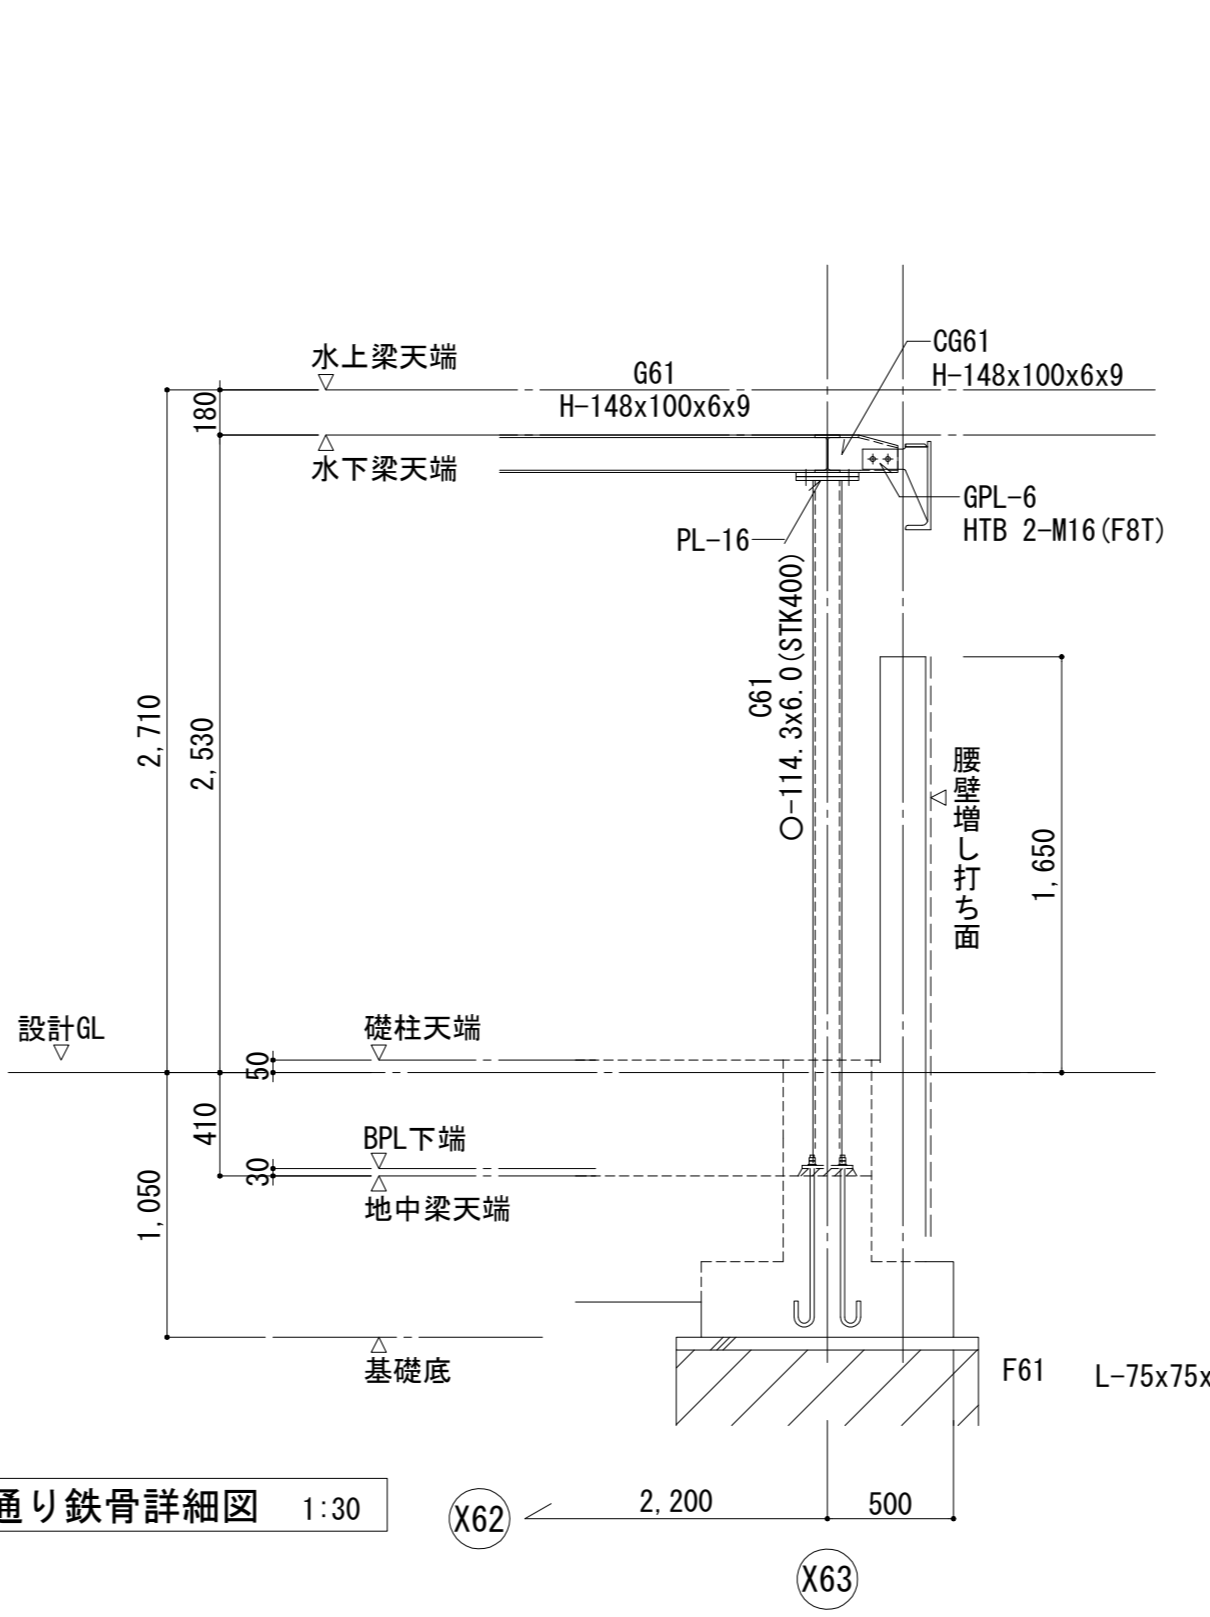 水上梁天端
180
水下梁天端
G61
H-148x100x6x9
CG61
H-148x100x6x9
GPL-6
HTB 2-M16(F8T)
PL-16
C61
○-114.3x6.0(STK400)
2,710
2,530
腰壁増し打ち面
1,650
設計GL
礎柱天端
50
410
BPL下端
30
地中梁天端
1,050
基礎底
F61
L-75x75x
通り鉄骨詳細図 1:30
X62
2,200
500
X63